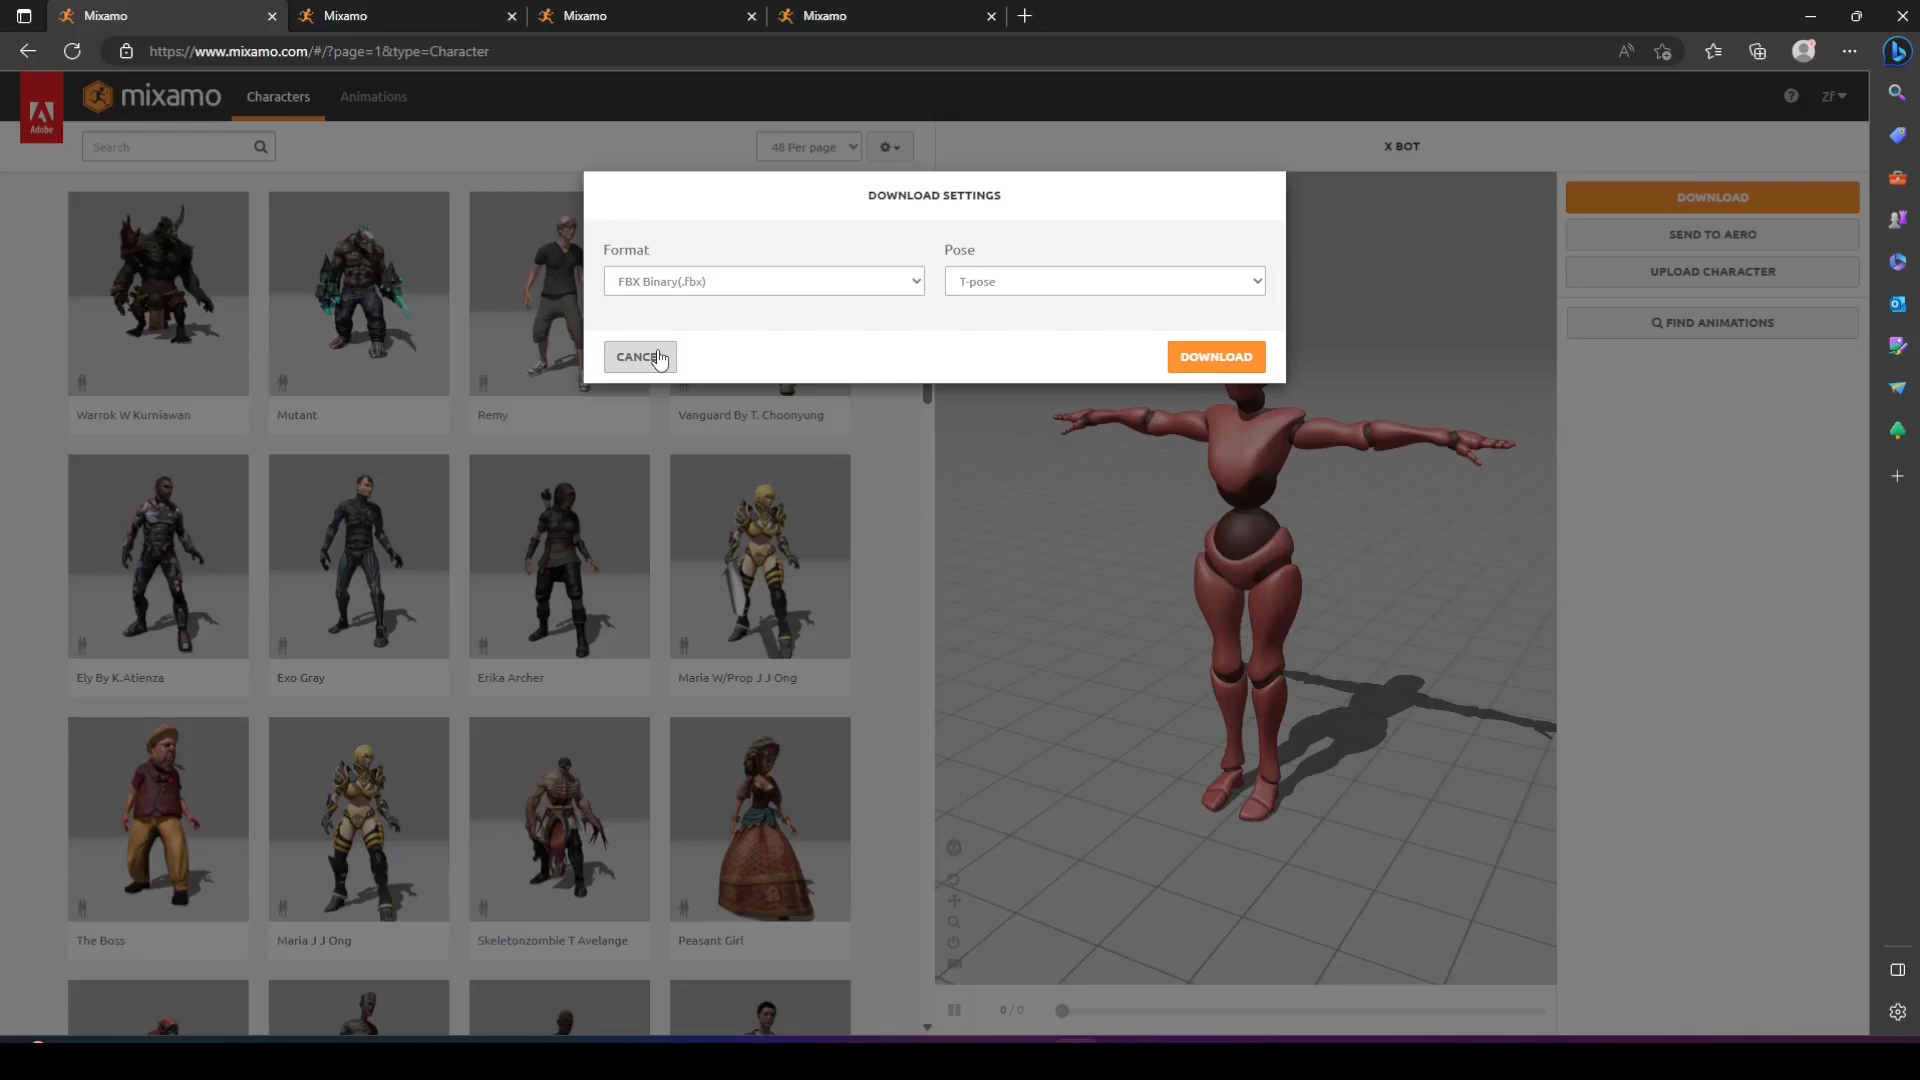 Mixamo
Mixamo
Mixamo
Mixamo
https://www.mixamo.com/#/?page=1&type=Character
Adobe
mixamo
Characters
Animations
Zf
Search
48 Per page
X BOT
DOWNLOAD SETTINGS
Format
Pose
FBX Binary(.fbx)
T-pose
CANCE
DOWNLOAD
DOWNLOAD
SEND TO AERO
UPLOAD CHARACTER
FIND ANIMATIONS
Warrok W Kurniawan
Mutant
Remy
Vanguard By T. Choonyung
Ely By K.Atienza
Exo Gray
Erika Archer
Maria W/Prop J J Ong
The Boss
Maria J J Ong
Skeletonzombie T Avelange
Peasant Girl
0 / 0